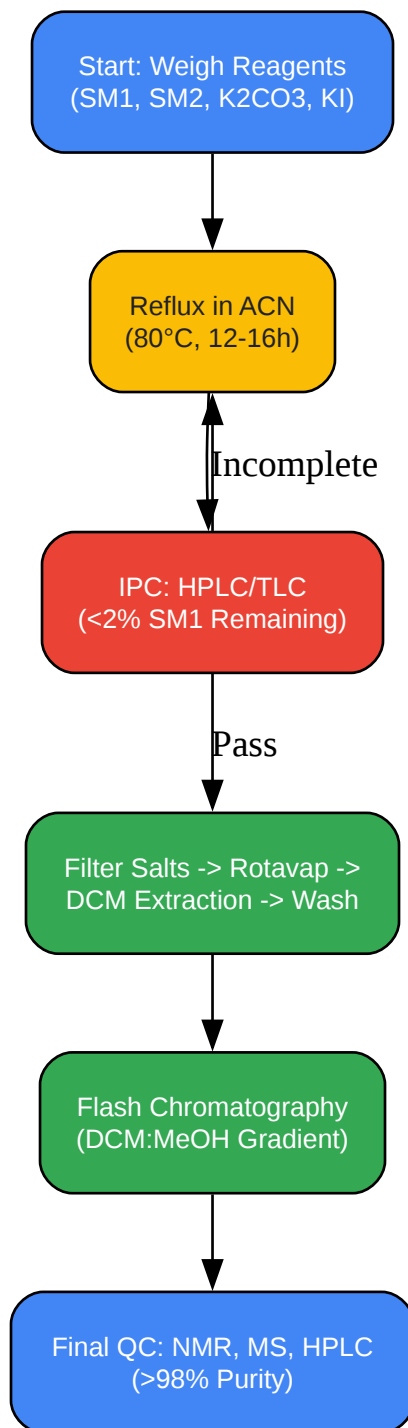 Start: Weigh Reagents
(SM1, SM2, K2CO3, KI)
Reflux in ACN
(80°C, 12-16h)
Incomplete
IPC: HPLC/TLC
(<2% SM1 Remaining)
Pass
Filter Salts -> Rotavap ->
DCM Extraction -> Wash
Flash Chromatography
(DCM:MeOH Gradient)
Final QC: NMR, MS, HPLC
(>98% Purity)